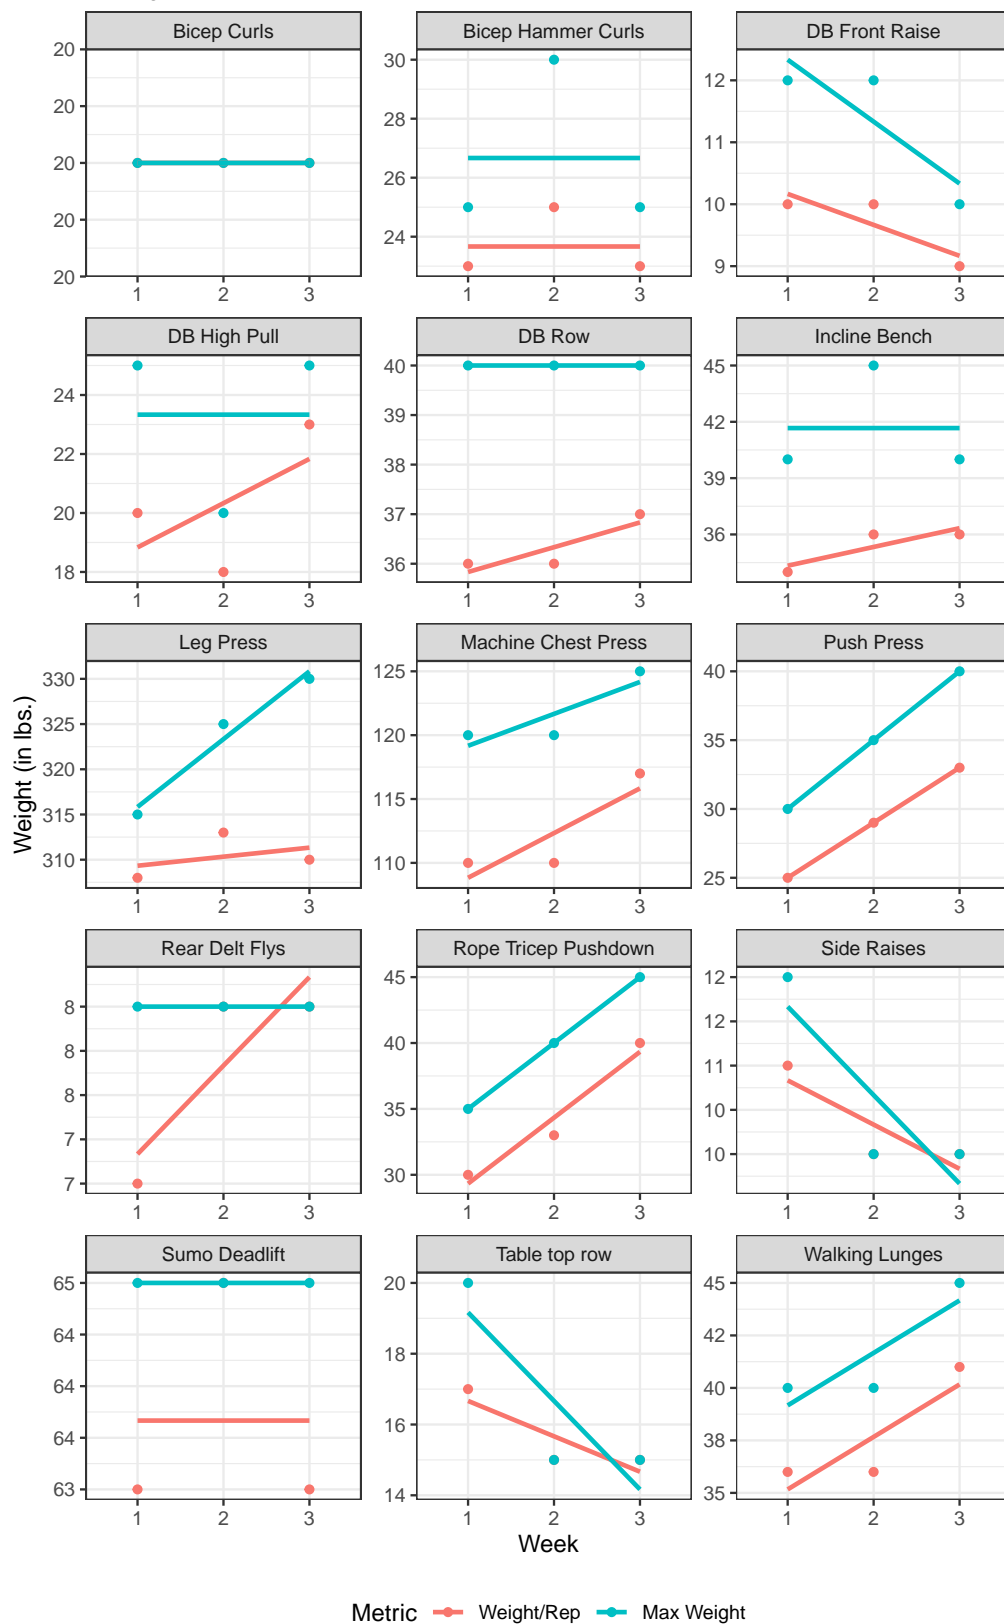 Bicep Curls
20
20
20
20
20
1 2 3
Bicep Hammer Curls
30
28
26
24
1 2 3
DB Front Raise
12
11
10
9
1 2 3
DB High Pull
24
22
20
18
1 2 3
DB Row
40
39
38
37
36
1 2 3
Incline Bench
45
42
39
36
1 2 3
Weight (in lbs.)
Leg Press
330
325
320
315
310
1 2 3
Machine Chest Press
125
120
115
110
1 2 3
Push Press
40
35
30
25
1 2 3
Rear Delt Flys
8
8
8
7
7
1 2 3
Rope Tricep Pushdown
45
40
35
30
1 2 3
Side Raises
12
12
11
10
10
1 2 3
Sumo Deadlift
65
64
64
64
63
1 2 3
Table top row
20
18
16
14
1 2 3
Walking Lunges
45
42
40
38
35
1 2 3
Week
Metric Weight/Rep Max Weight